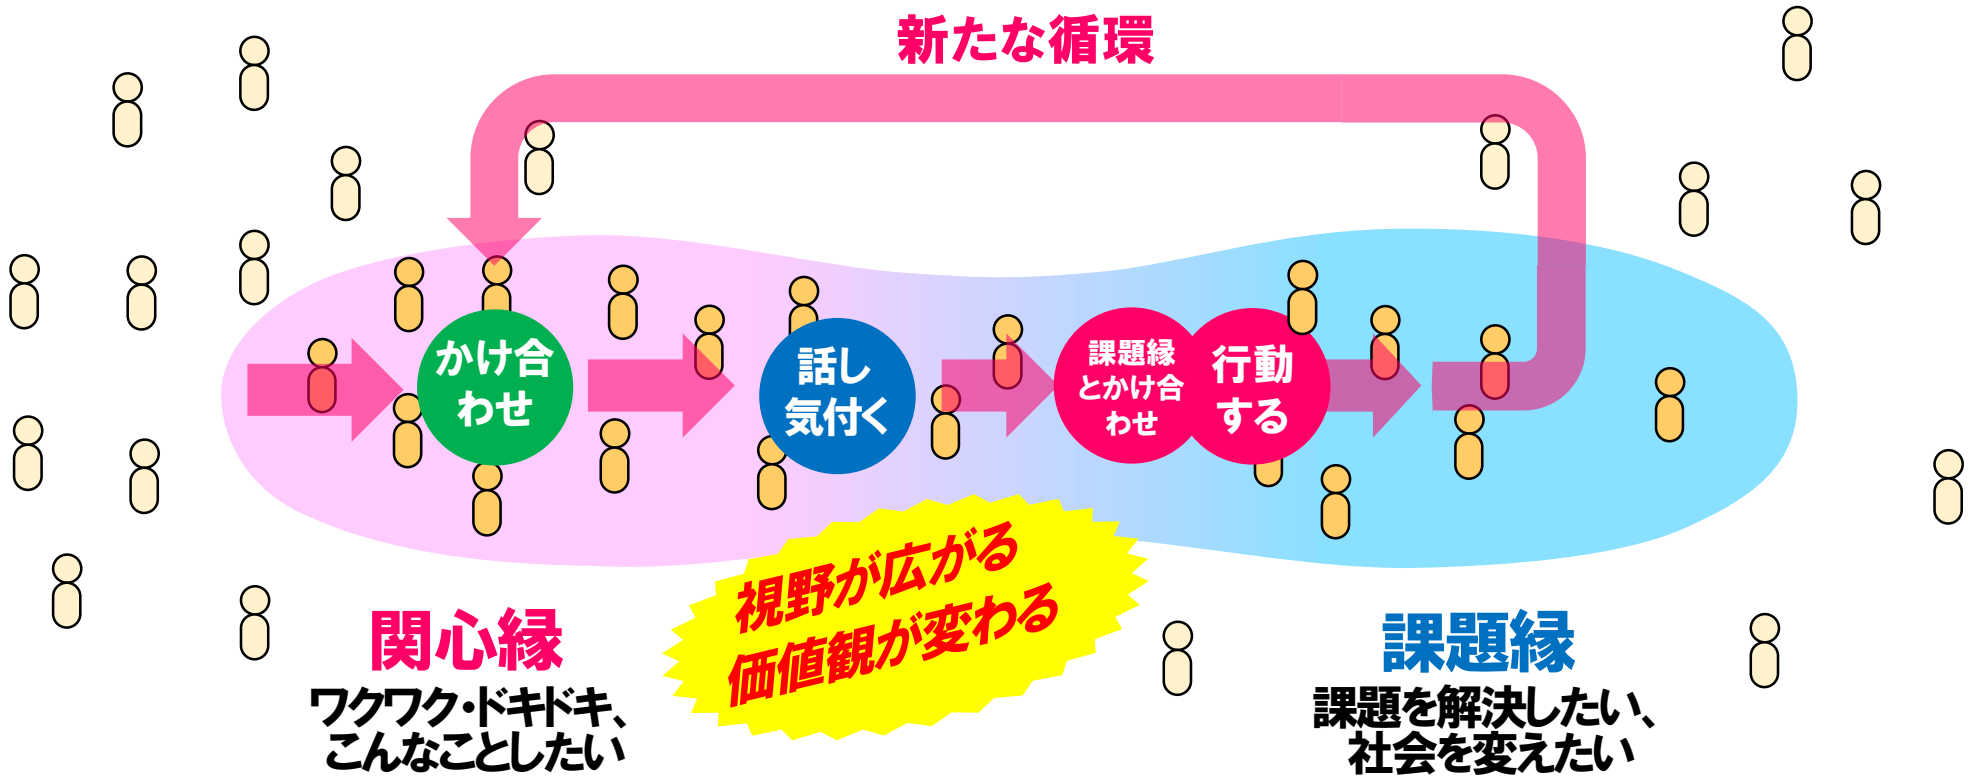 新たな循環
かけ合
わせ
話し
気付く
課題縁
とかけ合
わせ
行動
する
視野が広がる
価値観が変わる
関心縁
ワクワク・ドキドキ、
こんなことしたい
課題縁
課題を解決したい、
社会を変えたい